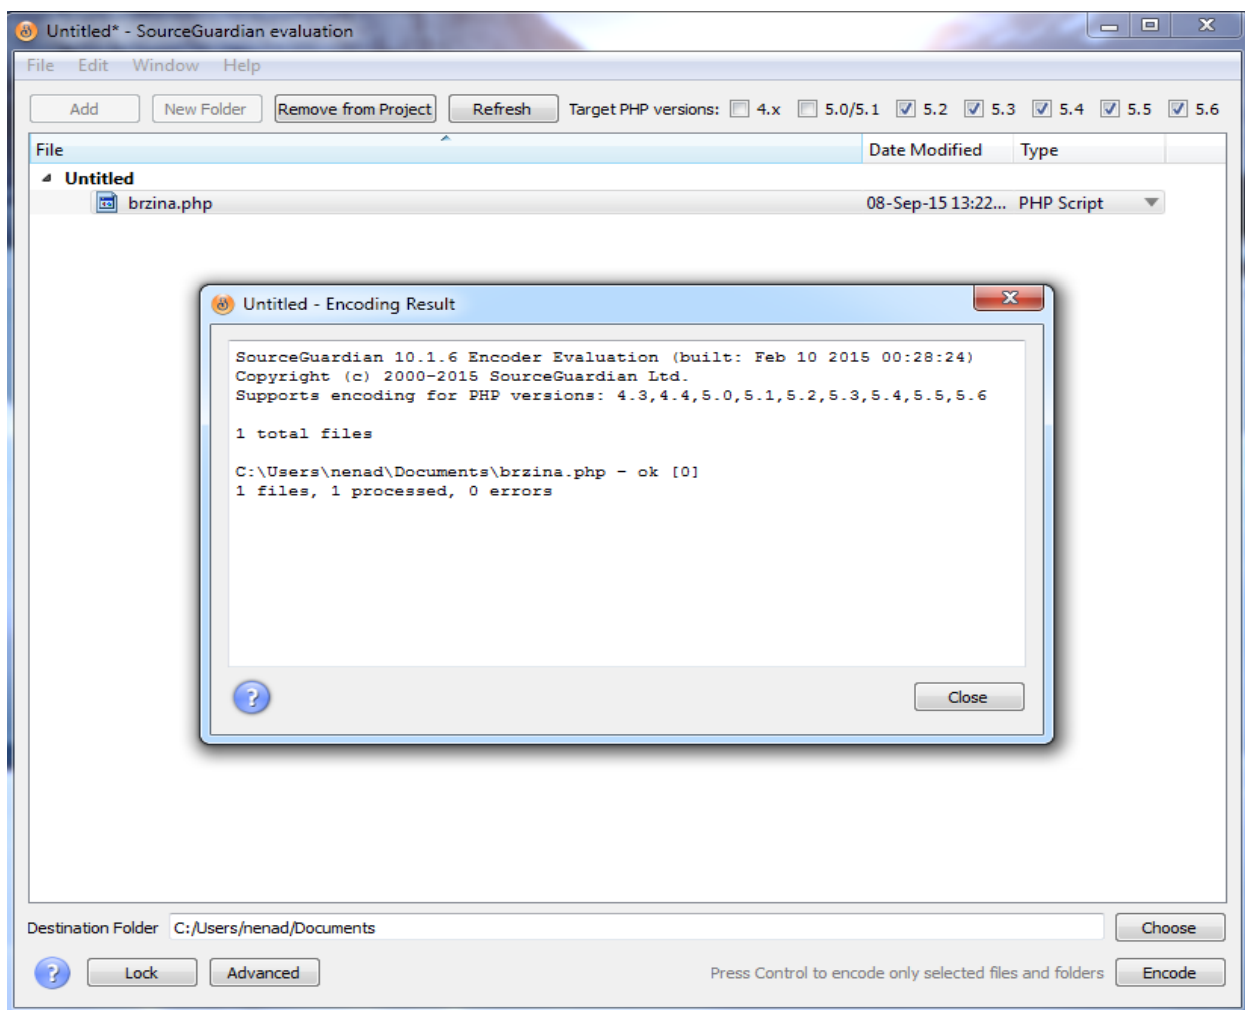 Untitled* - SourceGuardian evaluation
File Edit Window Help
Add New Folder Remove from Project Refresh Target PHP versions: 4.x 5.0/5.1 5.2 5.3 5.4 5.5 5.6
File Date Modified Type
Untitled
brzina.php 08-Sep-15 13:22... PHP Script
Untitled - Encoding Result
SourceGuardian 10.1.6 Encoder Evaluation (built: Feb 10 2015 00:28:24)
Copyright (c) 2000-2015 SourceGuardian Ltd.
Supports encoding for PHP versions: 4.3,4.4,5.0,5.1,5.2,5.3,5.4,5.5,5.6
1 total files
C:\Users\nenad\Documents\brzina.php - ok [0]
1 files, 1 processed, 0 errors
? Close
Destination Folder C:/Users/nenad/Documents Choose
? Lock Advanced Press Control to encode only selected files and folders Encode